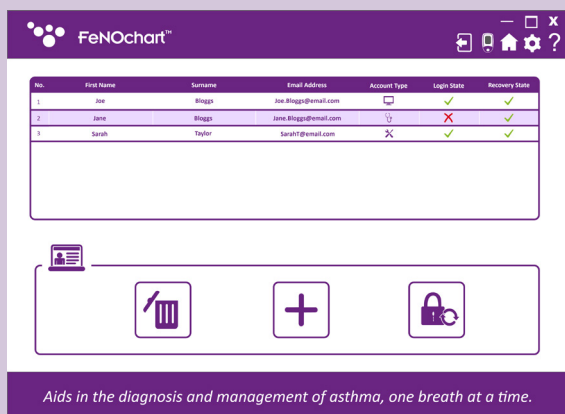 FeNOchart™
?
No. First Name Surname Email Address Account Type Login State Recovery State
1 Joe Bloggs Joe.Bloggs@email.com
2 Jane Bloggs Jane.Bloggs@email.com
3 Sarah Taylor SarahT@email.com
Aids in the diagnosis and management of asthma, one breath at a time.